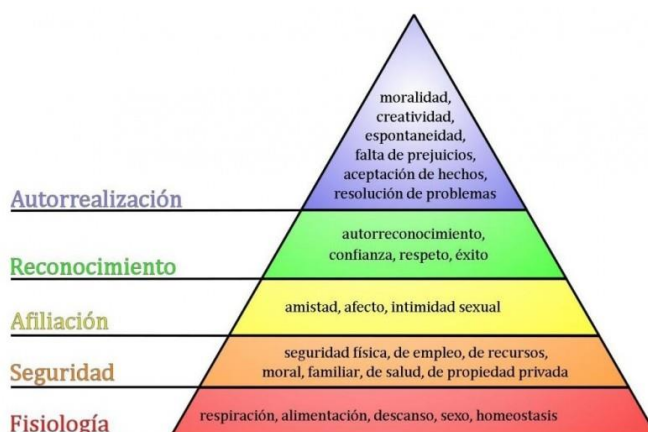 moralidad,
creatividad,
espontaneidad,
falta de prejuicios,
aceptación de hechos,
resolución de problemas
Autorrealización
autorreconocimiento,
confianza, respeto, éxito
Reconocimiento
amistad, afecto, intimidad sexual
Afiliación
seguridad física, de empleo, de recursos,
moral, familiar, de salud, de propiedad privada
Seguridad
respiración, alimentación, descanso, sexo, homeostasis
Fisiología